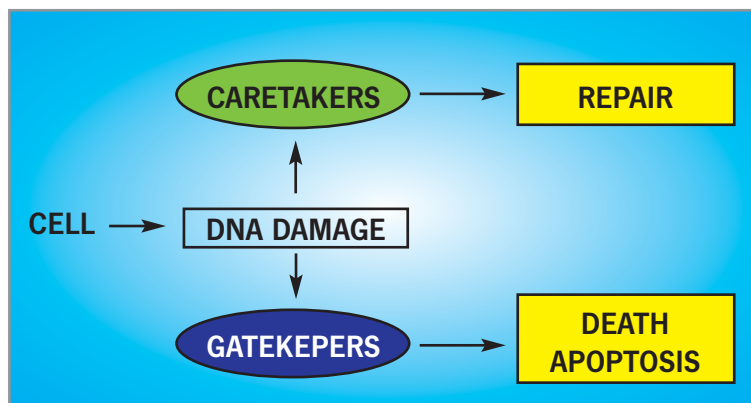 CARETAKERS
REPAIR
CELL
DNA DAMAGE
GATEKEPERS
DEATH
APOPTOSIS